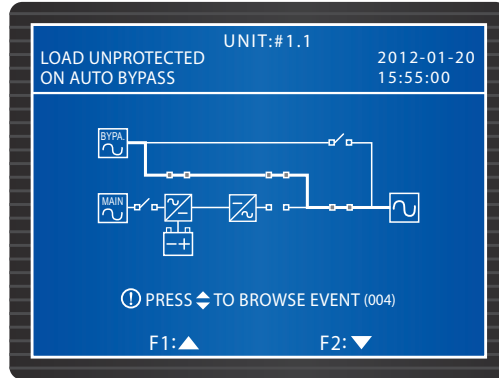 UNIT:#1.1
LOAD UNPROTECTED
ON AUTO BYPASS
2012-01-20
15:55:00
BYPA.
MAIN
PRESS TO BROWSE EVENT (004)
F1: F2: